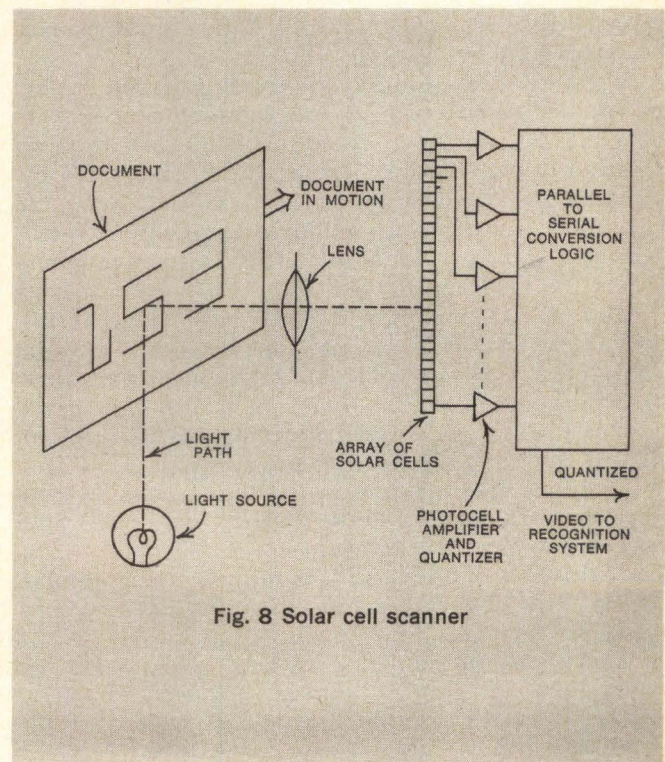 DOCUMENT
DOCUMENT
IN MOTION
LENS
153
LIGHT
PATH
LIGHT SOURCE
ARRAY OF
SOLAR CELLS
PHOTOCELL
AMPLIFIER
AND
QUANTIZER
PARALLEL
TO
SERIAL
CONVERSION
LOGIC
QUANTIZED
VIDEO TO
RECOGNITION
SYSTEM
Fig. 8 Solar cell scanner